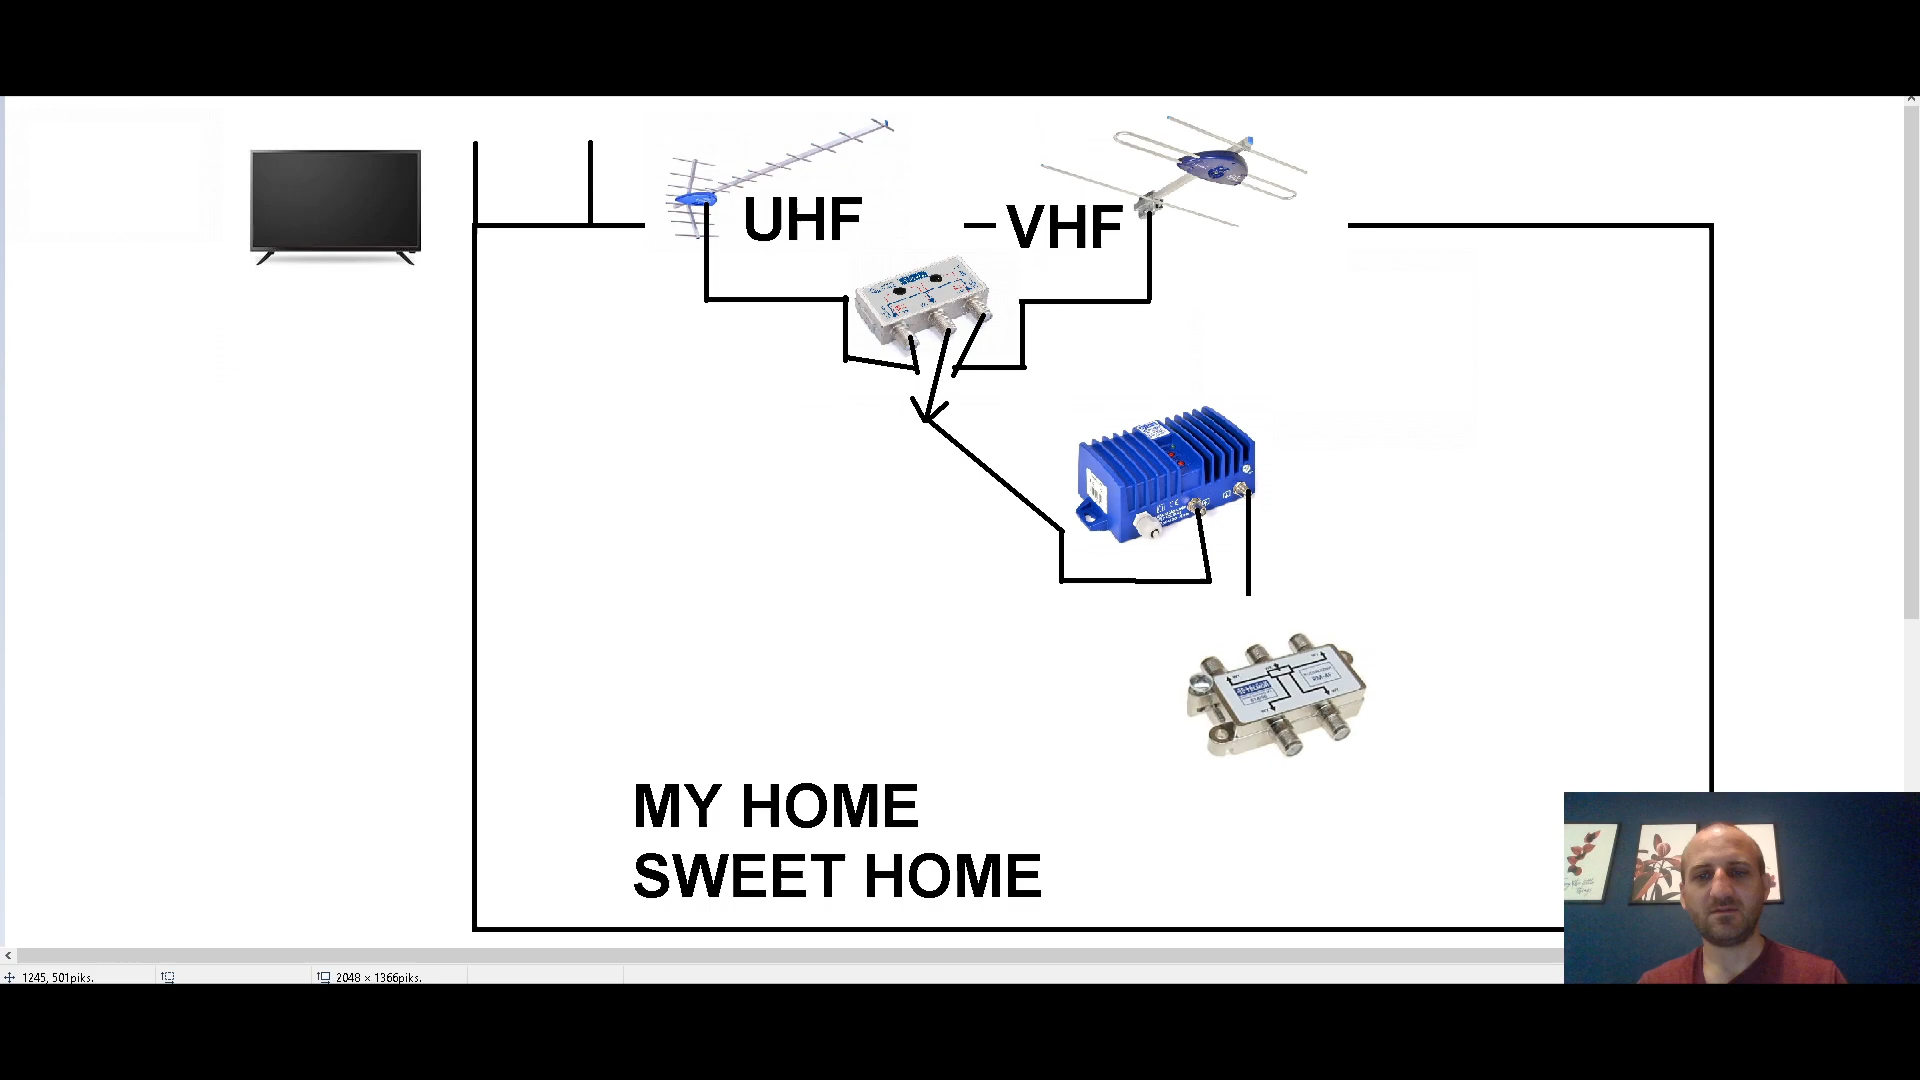 UHF
VHF
MY HOME
SWEET HOME
1245, 501piks.
2048 × 1366piks.